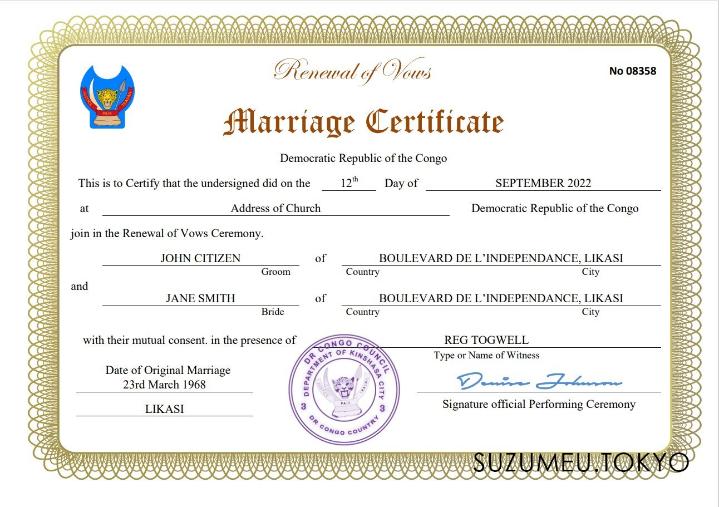 Renewal of Vows
No 08358
Marriage Certificate
Democratic Republic of the Congo
This is to Certify that the undersigned did on the 12th Day of SEPTEMBER 2022
at Address of Church Democratic Republic of the Congo
join in the Renewal of Vows Ceremony.
JOHN CITIZEN of BOULEVARD DE L'INDEPENDANCE, LIKASI
Groom Country City
and
JANE SMITH of BOULEVARD DE L'INDEPENDANCE, LIKASI
Bride Country City
with their mutual consent. in the presence of REG TOGWELL
Type or Name of Witness
Date of Original Marriage
23rd March 1968
Denise Johnson
Signature official Performing Ceremony
LIKASI
DR CONGO COUNCIL
DEPARTMENT OF KINSHASA CITY
3 3
DR CONGO COUNTRY
SUZUMEU.TOKYO